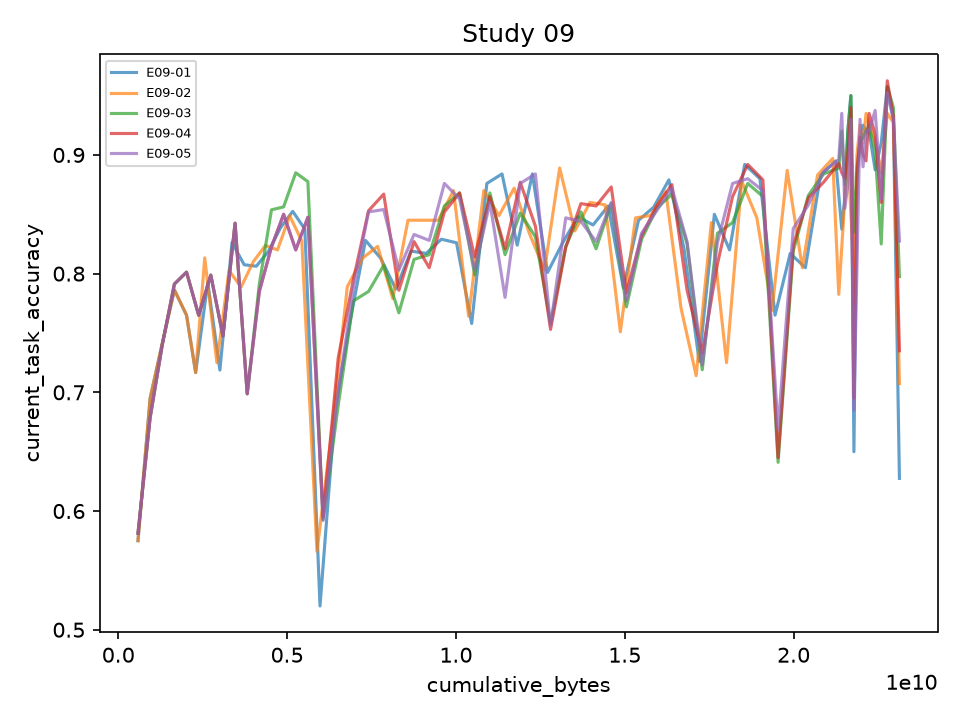 Study 09
E09-01
E09-02
E09-03
E09-04
E09-05
current_task_accuracy
0.9
0.8
0.7
0.6
0.5
0.0 0.5 1.0 1.5 2.0
1e10
cumulative_bytes